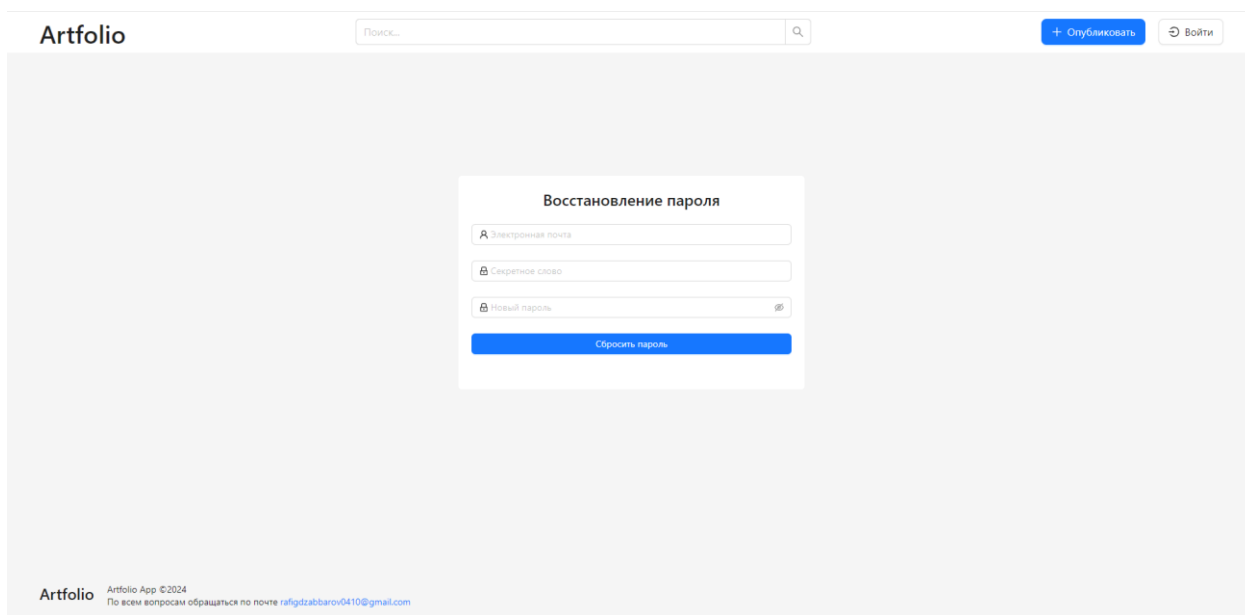 Artfolio
Поиск...
Опубликовать
Войти
Восстановление пароля
Электронная почта
Секретное слово
Новый пароль
Сбросить пароль
Artfolio
Artfolio App ©2024
По всем вопросам обращаться по почте rafigdzabbarov0410@gmail.com